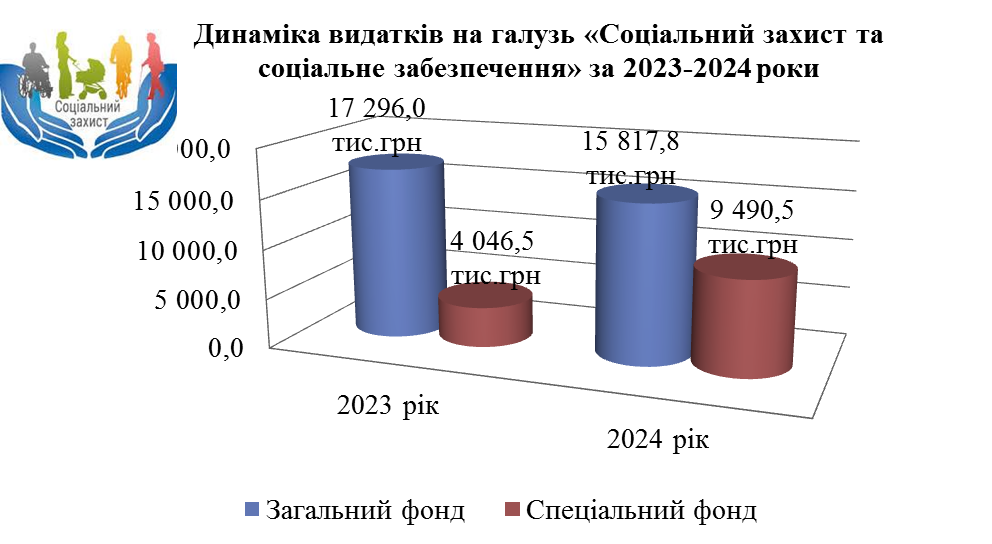 Динаміка видатків на галузь «Соціальний захист та
соціальне забезпечення» за 2023-2024 роки
Соціальний
захист
17 296,0
тис.грн
15 817,8
тис.грн
4 046,5
тис.грн
9 490,5
тис.грн
00,0
15 000,0
10 000,0
5 000,0
0,0
2023 рік
2024 рік
Загальний фонд
Спеціальний фонд